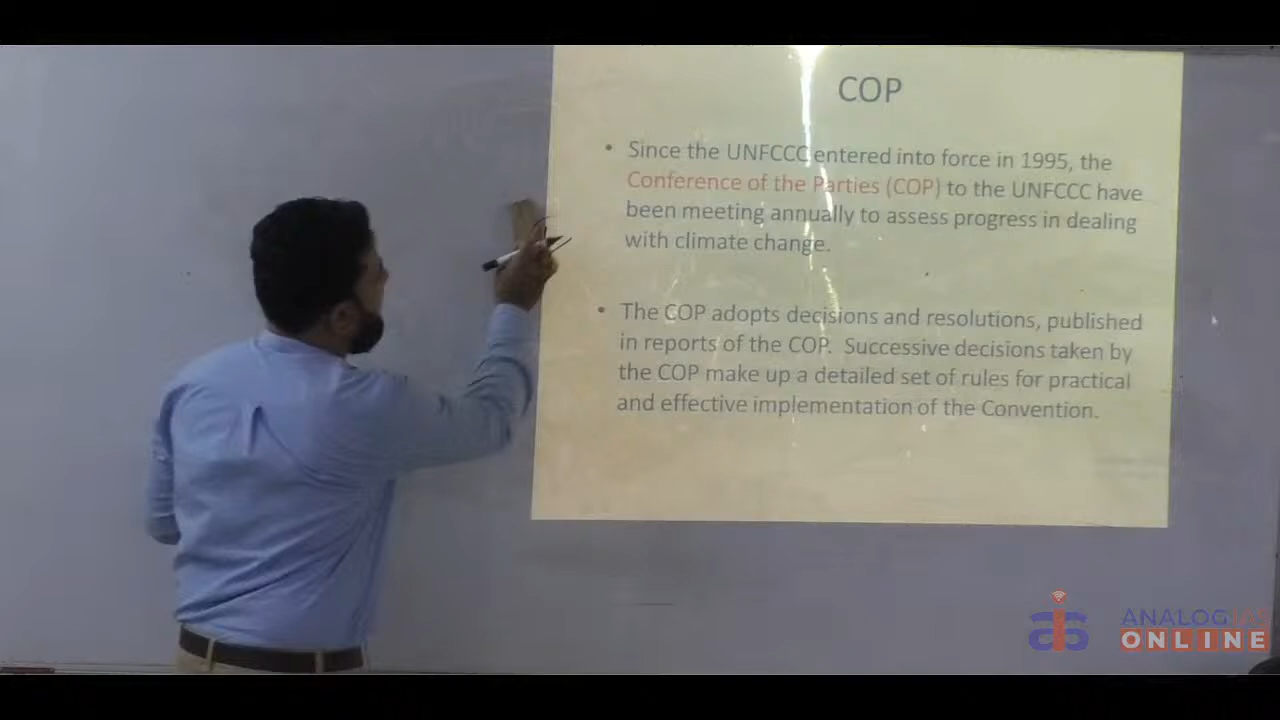 COP
• Since the UNFCCC entered into force in 1995, the
Conference of the Parties (COP) to the UNFCCC have
been meeting annually to assess progress in dealing
with climate change.
• The COP adopts decisions and resolutions, published
in reports of the COP. Successive decisions taken by
the COP make up a detailed set of rules for practical
and effective implementation of the Convention.
ANALOG IAS
ONLINE